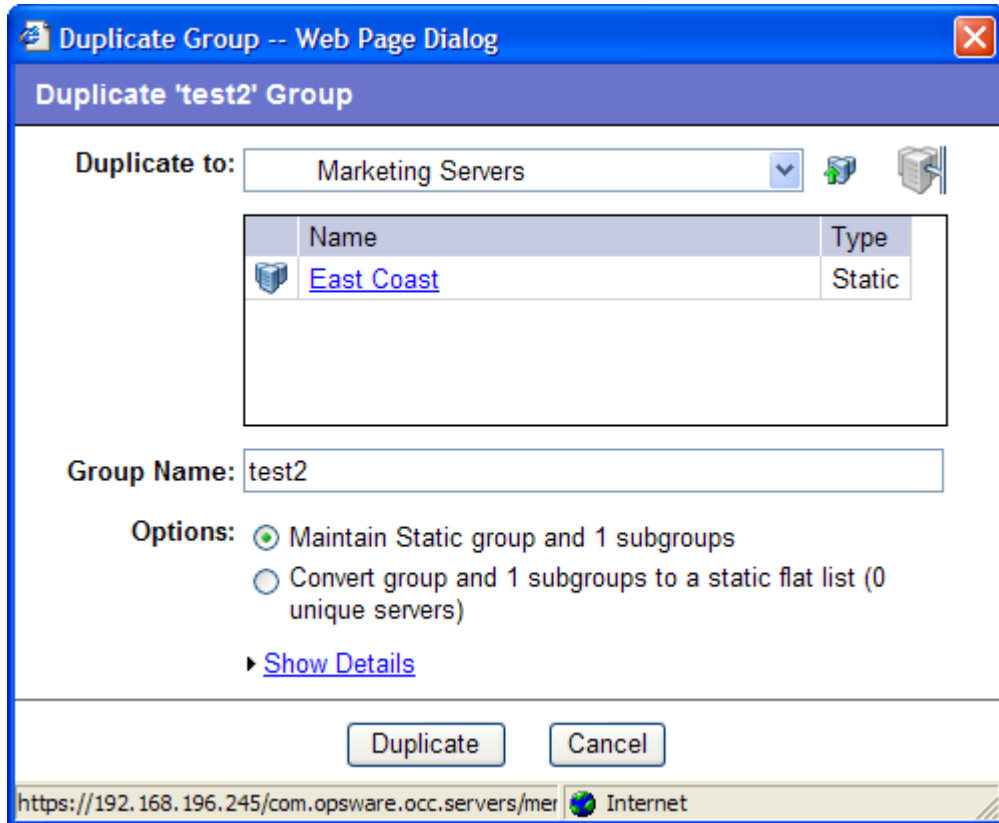 Duplicate Group -- Web Page Dialog
Duplicate 'test2' Group
Duplicate to: Marketing Servers
Name Type
East Coast Static
Group Name: test2
Options: Maintain Static group and 1 subgroups
Convert group and 1 subgroups to a static flat list (0
unique servers)
Show Details
Duplicate Cancel
https://192.168.196.245/com.opsware.occ.servers/mer Internet